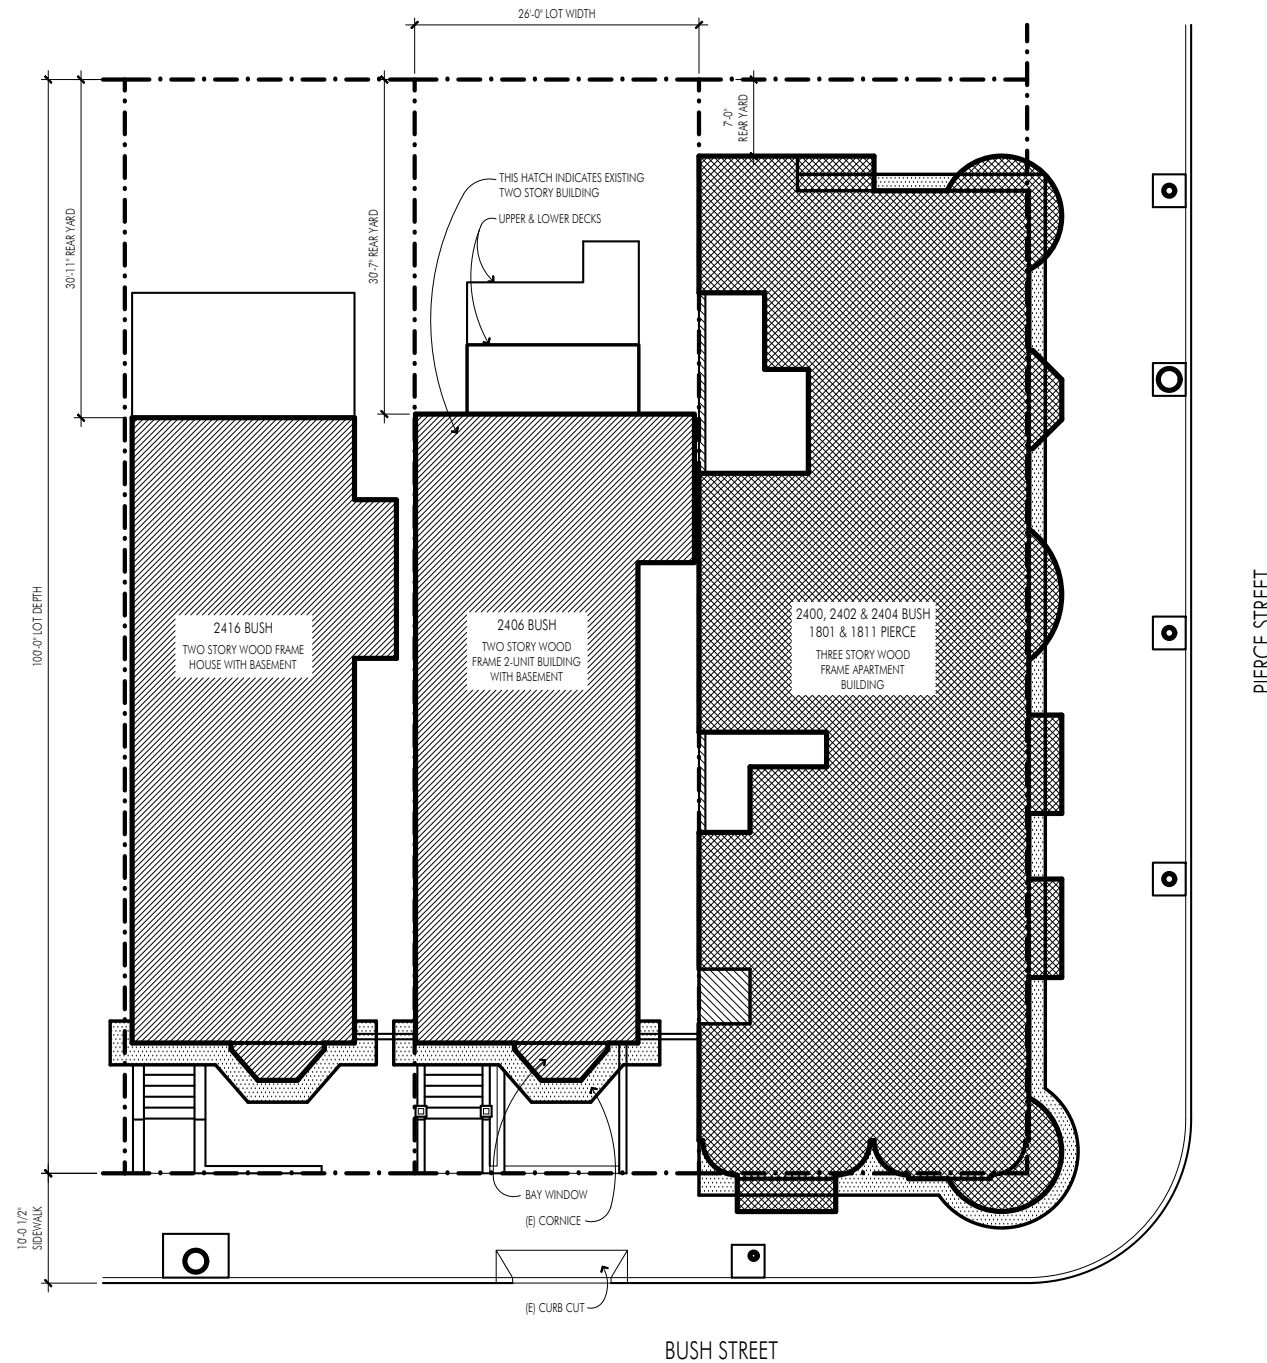 26'-0" LOT WIDTH
7'-0"
REAR YARD
THIS HATCH INDICATES EXISTING
TWO STORY BUILDING
UPPER & LOWER DECKS
30'-11" REAR YARD
30'-7" REAR YARD
100'-0" LOT DEPTH
2416 BUSH
TWO STORY WOOD FRAME
HOUSE WITH BASEMENT
2406 BUSH
TWO STORY WOOD
FRAME 2-UNIT BUILDING
WITH BASEMENT
2400, 2402 & 2404 BUSH
1801 & 1811 PIERCE
THREE STORY WOOD
FRAME APARTMENT
BUILDING
PIERCE STREET
BAY WINDOW
(E) CORNICE
10'-0 1/2"
SIDEWALK
(E) CURB CUT
BUSH STREET